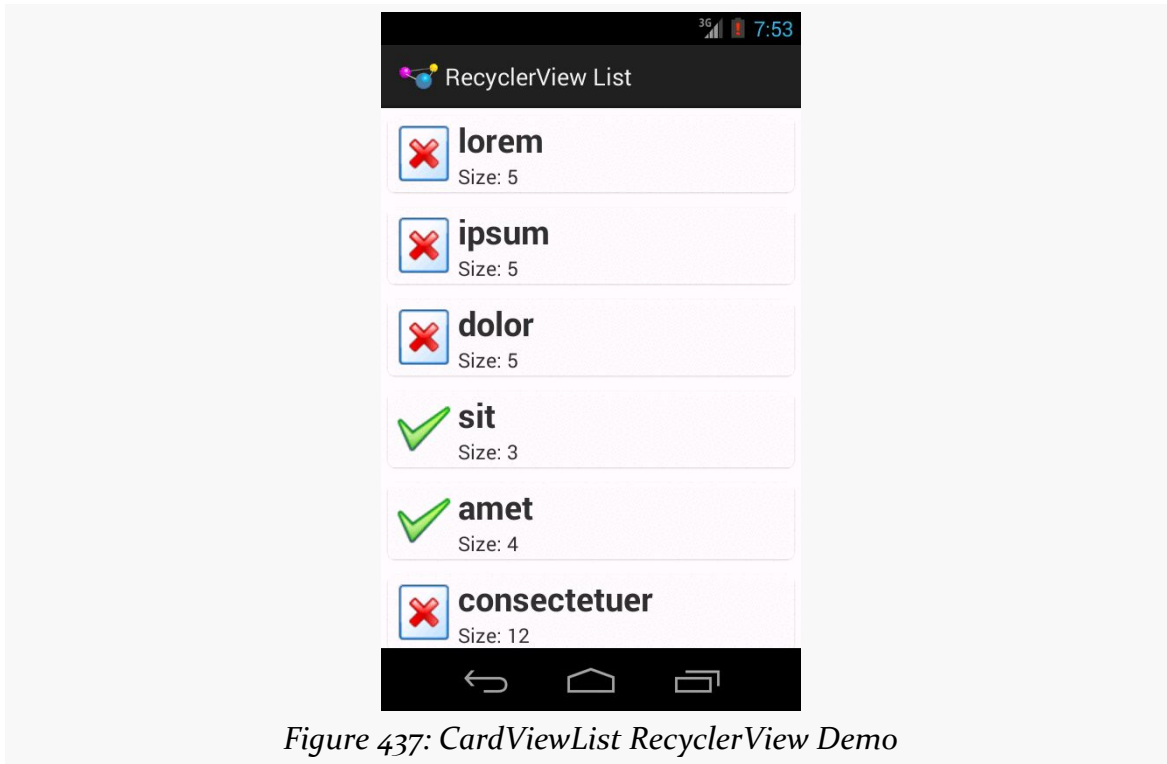 3G 7:53
RecyclerView List
lorem
Size: 5
ipsum
Size: 5
dolor
Size: 5
sit
Size: 3
amet
Size: 4
consectetuer
Size: 12
Figure 437: CardViewList RecyclerView Demo